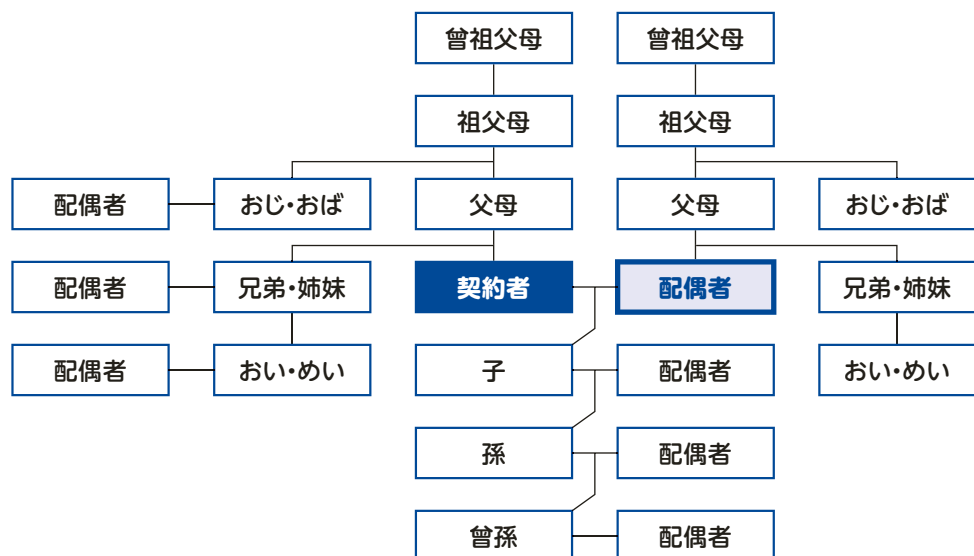 曾祖父母
曾祖父母
祖父母
祖父母
配偶者
おじ・おば
父母
父母
おじ・おば
配偶者
兄弟・姉妹
契約者
配偶者
兄弟・姉妹
配偶者
おい・めい
子
配偶者
おい・めい
孫
配偶者
曾孫
配偶者